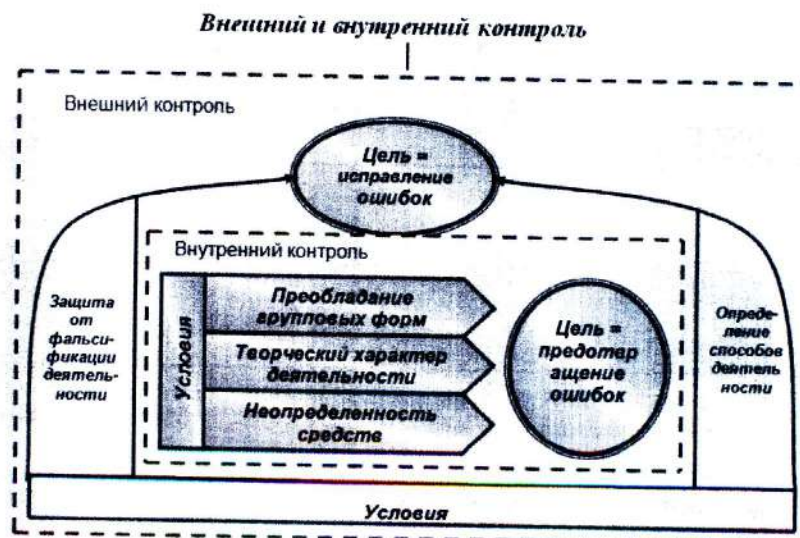 Внешний и внутренний контроль
Внешний контроль
Цель =
исправление
ошибок
Внутренний контроль
Защита
от
фальси-
фикации
деятель-
ности
Условия
Преобладание
групповых форм
Творческий характер
деятельности
Неопределенность
средств
Цель =
предотвр
ащение
ошибок
Опреде-
ление
способов
деятель
ности
Условия